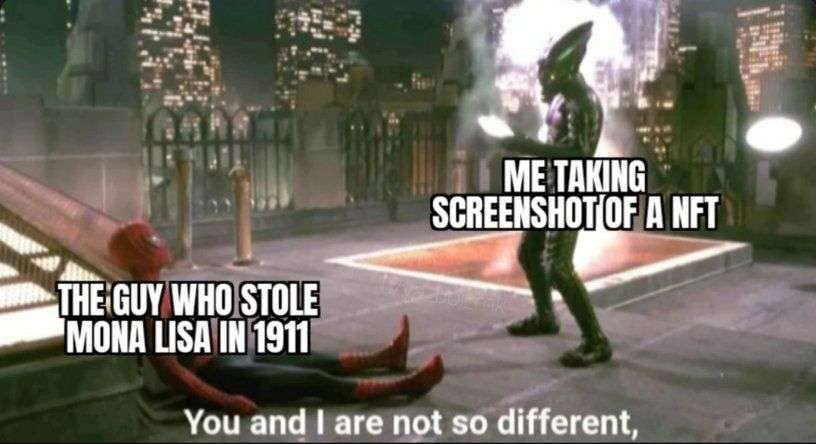 ME TAKING
SCREENSHOT OF A NFT
THE GUY WHO STOLE
MONA LISA IN 1911
You and I are not so different,